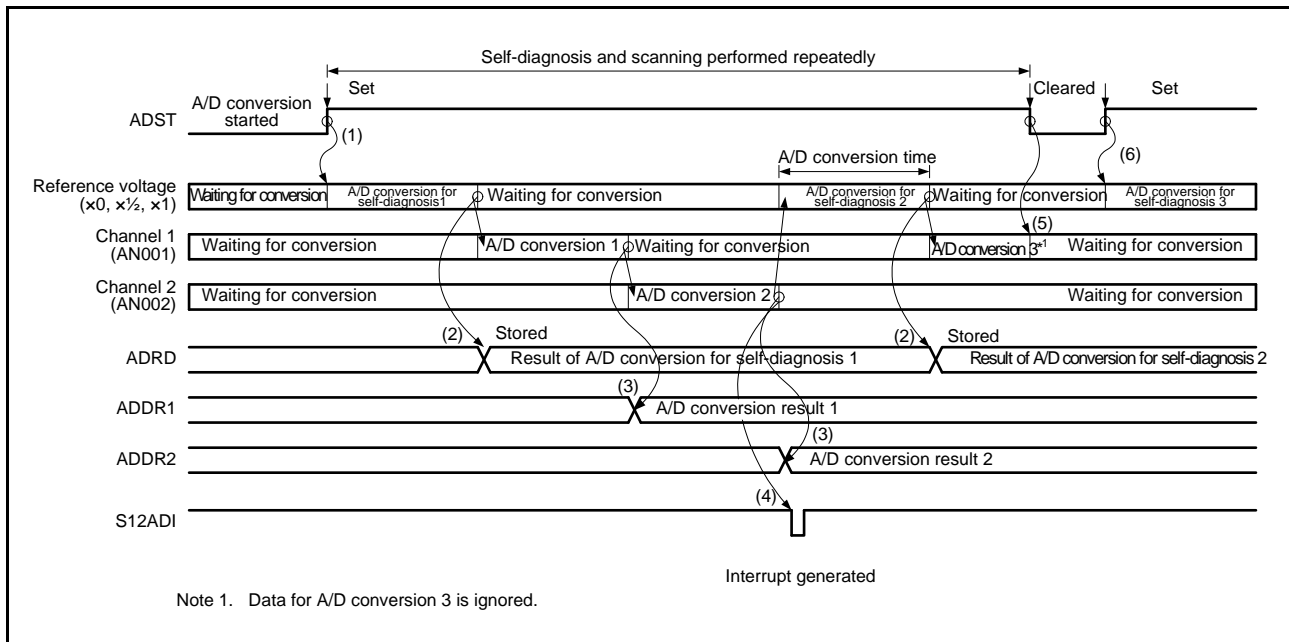 Self-diagnosis and scanning performed repeatedly
Set
Cleared
Set
A/D conversion
started
ADST
(1)
(6)
A/D conversion time
Reference voltage
(×0, ×½, ×1)
Waiting for conversion
A/D conversion for
self-diagnosis1
Waiting for conversion
A/D conversion for
self-diagnosis 2
Waiting for conversion
A/D conversion for
self-diagnosis 3
(5)
Channel 1
(AN001)
Waiting for conversion
A/D conversion 1
Waiting for conversion
A/D conversion 3*1
Waiting for conversion
Channel 2
(AN002)
Waiting for conversion
A/D conversion 2
Waiting for conversion
(2)
Stored
(2)
Stored
ADRD
Result of A/D conversion for self-diagnosis 1
Result of A/D conversion for self-diagnosis 2
(3)
ADDR1
A/D conversion result 1
(3)
ADDR2
A/D conversion result 2
(4)
S12ADI
Interrupt generated
Note 1. Data for A/D conversion 3 is ignored.